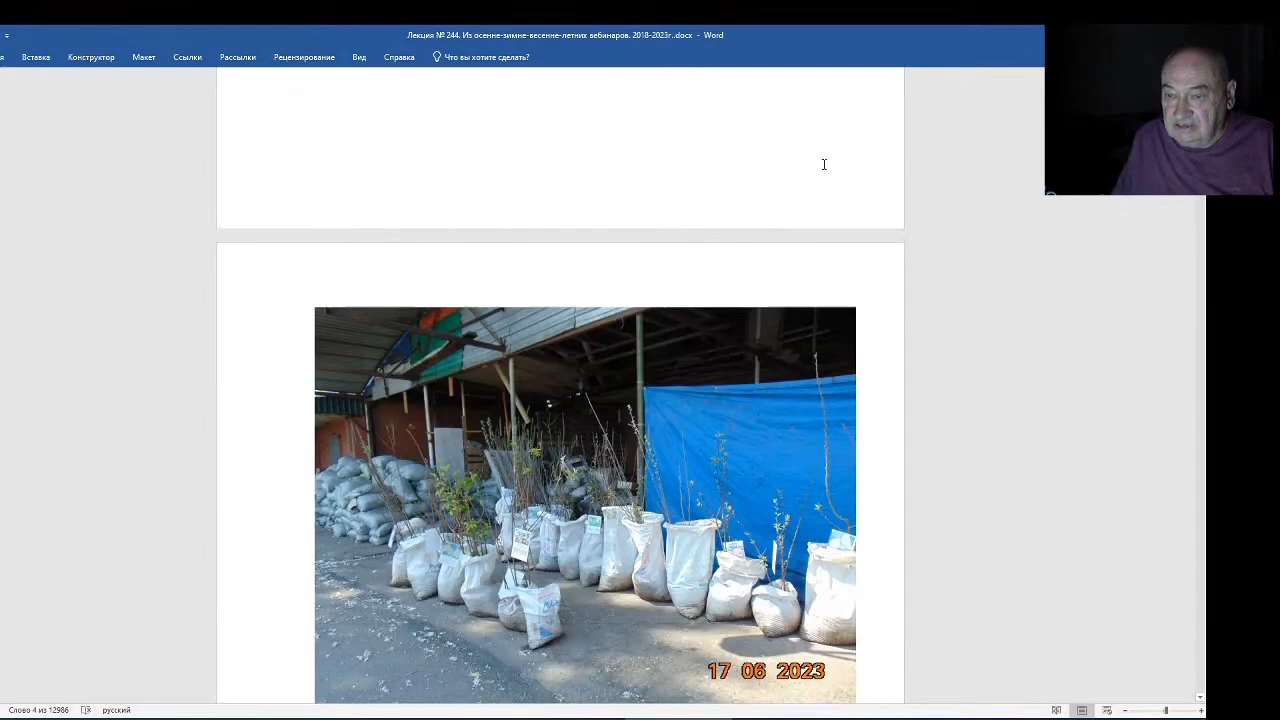 Лекция № 244. Из осенне-зимне-весенне-летних вебинаров. 2018-2023г..docx - Word
Вставка Конструктор Макет Ссылки Рассылки Рецензирование Вид Справка Что вы хотите сделать?
17 06 2023
Слово 4 из 12986 русский